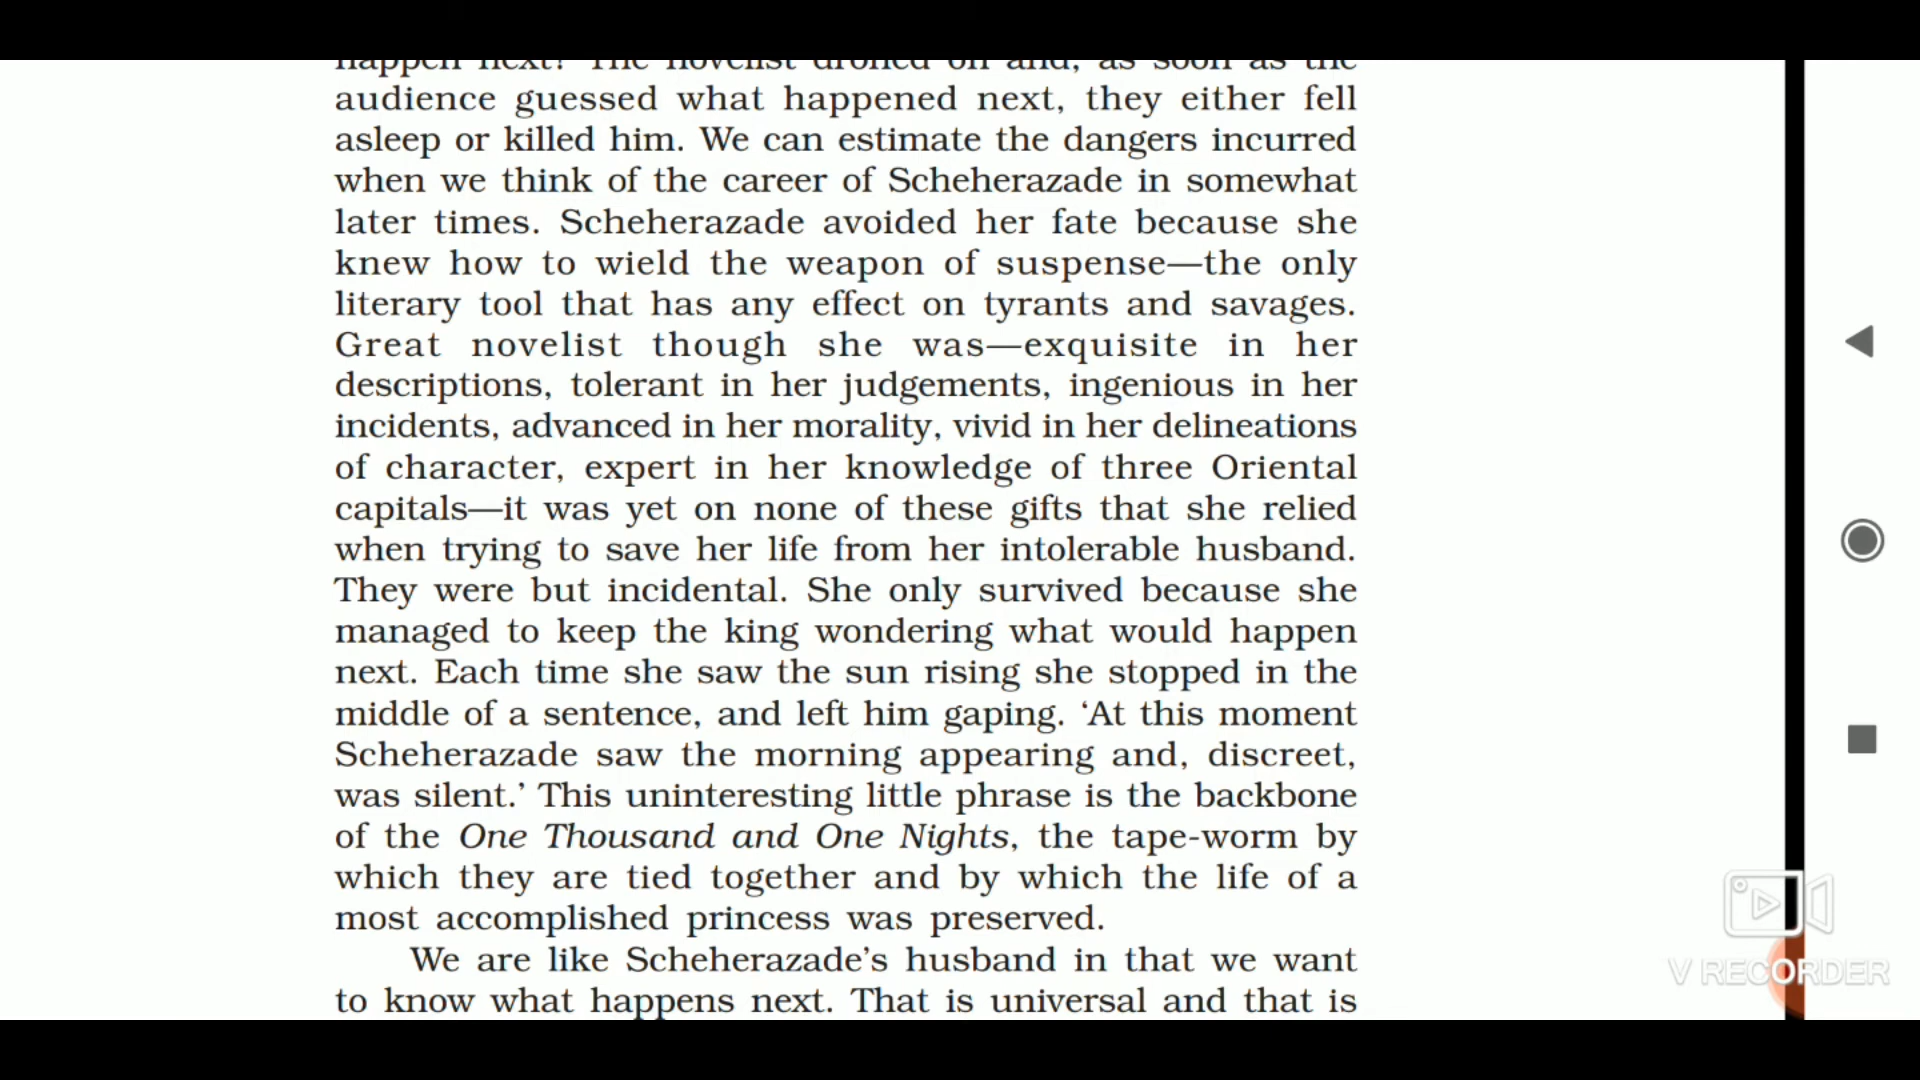 happen next? The novelist droned on and, as soon as the
audience guessed what happened next, they either fell
asleep or killed him. We can estimate the dangers incurred
when we think of the career of Scheherazade in somewhat
later times. Scheherazade avoided her fate because she
knew how to wield the weapon of suspense—the only
literary tool that has any effect on tyrants and savages.
Great novelist though she was—exquisite in her
descriptions, tolerant in her judgements, ingenious in her
incidents, advanced in her morality, vivid in her delineations
of character, expert in her knowledge of three Oriental
capitals—it was yet on none of these gifts that she relied
when trying to save her life from her intolerable husband.
They were but incidental. She only survived because she
managed to keep the king wondering what would happen
next. Each time she saw the sun rising she stopped in the
middle of a sentence, and left him gaping. ‘At this moment
Scheherazade saw the morning appearing and, discreet,
was silent.’ This uninteresting little phrase is the backbone
of the One Thousand and One Nights, the tape-worm by
which they are tied together and by which the life of a
most accomplished princess was preserved.
We are like Scheherazade’s husband in that we want
to know what happens next. That is universal and that is
V RECORDER